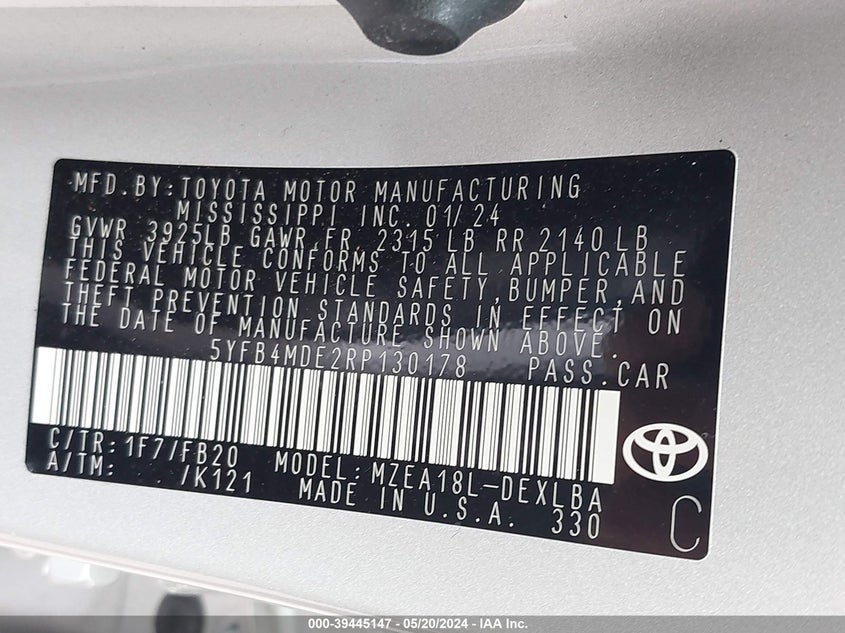 MFD.BY:TOYOTA MOTOR MANUFACTURING
MISSISSIPPI INC. 01/24
GVWR 3925LB GAWR FR 2315 LB RR 2140 LB
THIS VEHICLE CONFORMS TO ALL APPLICABLE
FEDERAL MOTOR VEHICLE SAFETY,BUMPER,AND
THEFT PREVENTION STANDARDS IN EFFECT ON
THE DATE OF MANUFACTURE SHOWN ABOVE.
5YFB4MDE2RP130178 PASS.CAR
C/TR:1F7/FB20 MODEL:MZEA18L-DEXLBA
A/TM: /K121 MADE IN U.S.A. 330
C
000-39445147 - 05/20/2024 - IAA Inc.